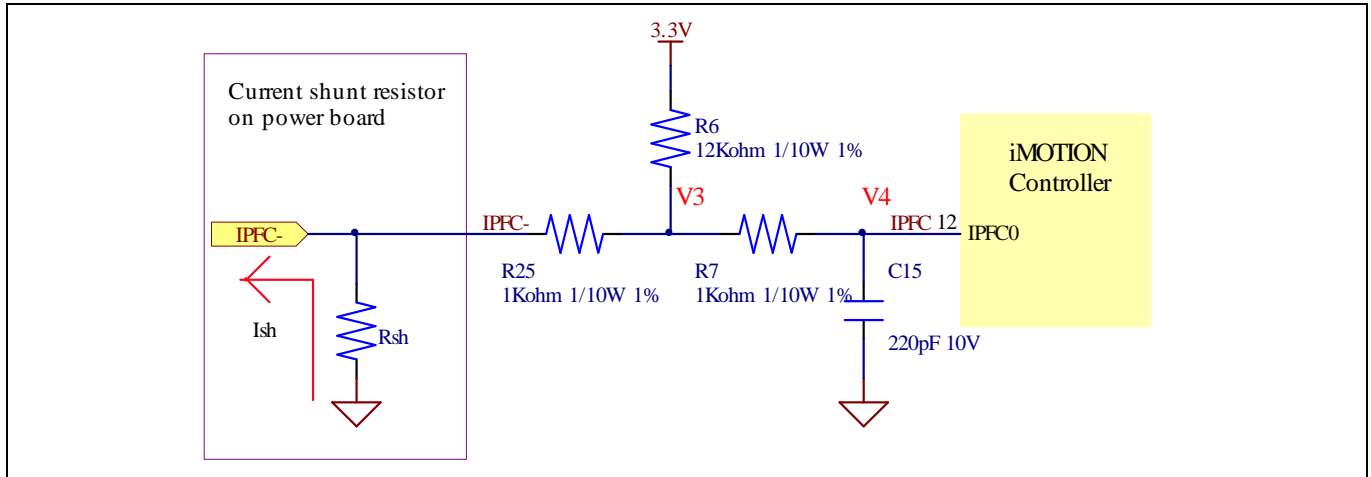 3.3V
Current shunt resistor
on power board
R6
12Kohm 1/10W 1%
iMOTION
Controller
V3
V4
IPFC-
IPFC-
IPFC 12
IPFC0
R25
1Kohm 1/10W 1%
R7
1Kohm 1/10W 1%
C15
220pF 10V
Ish
Rsh